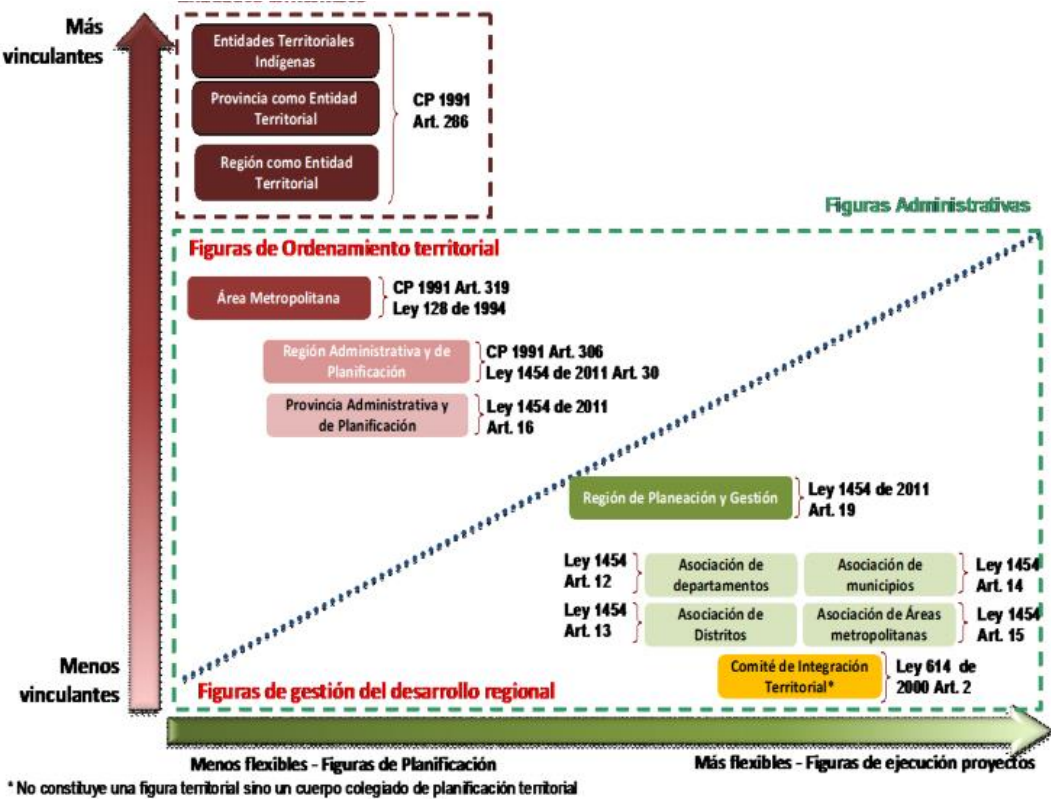 Más
vinculantes
Entidades Territoriales
Indígenas
Provincia como Entidad
Territorial
Región como Entidad
Territorial
CP 1991
Art. 286
Figuras Administrativas
Figuras de Ordenamiento territorial
Área Metropolitana
CP 1991 Art. 319
Ley 128 de 1994
Región Administrativa y de
Planificación
CP 1991 Art. 306
Ley 1454 de 2011 Art. 30
Provincia Administrativa y
de Planificación
Ley 1454 de 2011
Art. 16
Región de Planeación y Gestión
Ley 1454 de 2011
Art. 19
Ley 1454
Art. 12
Asociación de
departamentos
Asociación de
municipios
Ley 1454
Art. 14
Ley 1454
Art. 13
Asociación de
Distritos
Asociación de Áreas
metropolitanas
Ley 1454
Art. 15
Comité de Integración
Territorial*
Ley 614 de
2000 Art. 2
Menos
vinculantes
Figuras de gestión del desarrollo regional
Menos flexibles - Figuras de Planificación
Más flexibles - Figuras de ejecución proyectos
* No constituye una figura territorial sino un cuerpo colegiado de planificación territorial